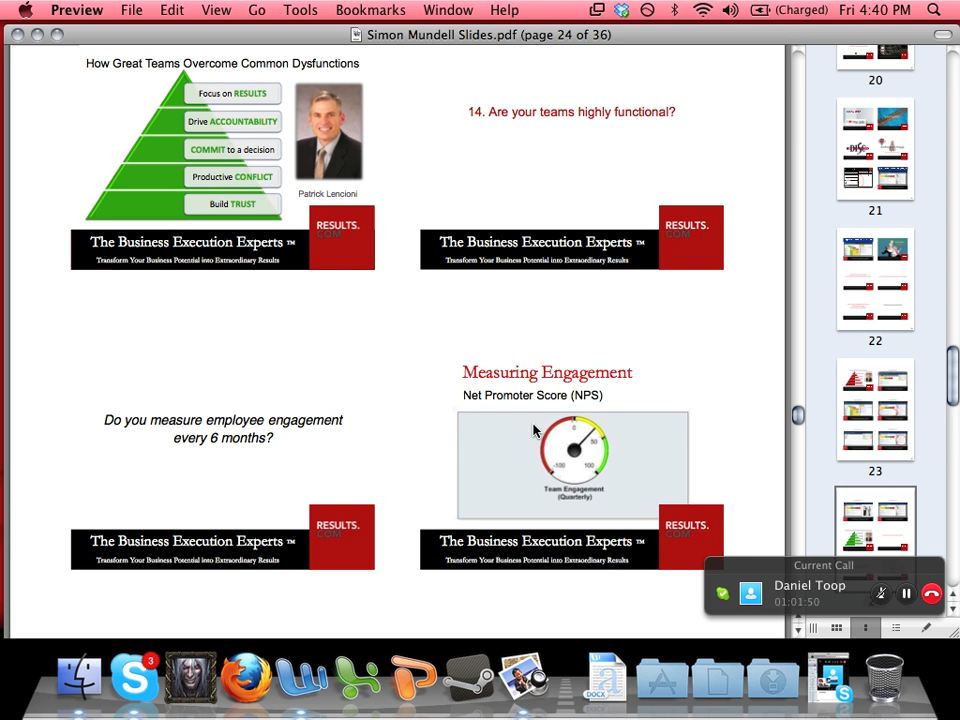 Preview File Edit View Go Tools Bookmarks Window Help (Charged) Fri 4:40 PM
Simon Mundell Slides.pdf (page 24 of 36)
How Great Teams Overcome Common Dysfunctions
Focus on RESULTS
Drive ACCOUNTABILITY
COMMIT to a decision
Productive CONFLICT
Build TRUST
Patrick Lencioni
RESULTS.
COM
The Business Execution Experts ™
Transform Your Business Potential into Extraordinary Results
14. Are your teams highly functional?
RESULTS.
COM
The Business Execution Experts ™
Transform Your Business Potential into Extraordinary Results
Do you measure employee engagement
every 6 months?
RESULTS.
COM
The Business Execution Experts ™
Transform Your Business Potential into Extraordinary Results
Measuring Engagement
Net Promoter Score (NPS)
0
50
-100 100
Team Engagement
(Quarterly)
RESULTS.
COM
The Business Execution Experts ™
Transform Your Business Potential into Extraordinary Results
20
DISC
21
22
23
Current Call
Daniel Toop
01:01:50
3
DOCX